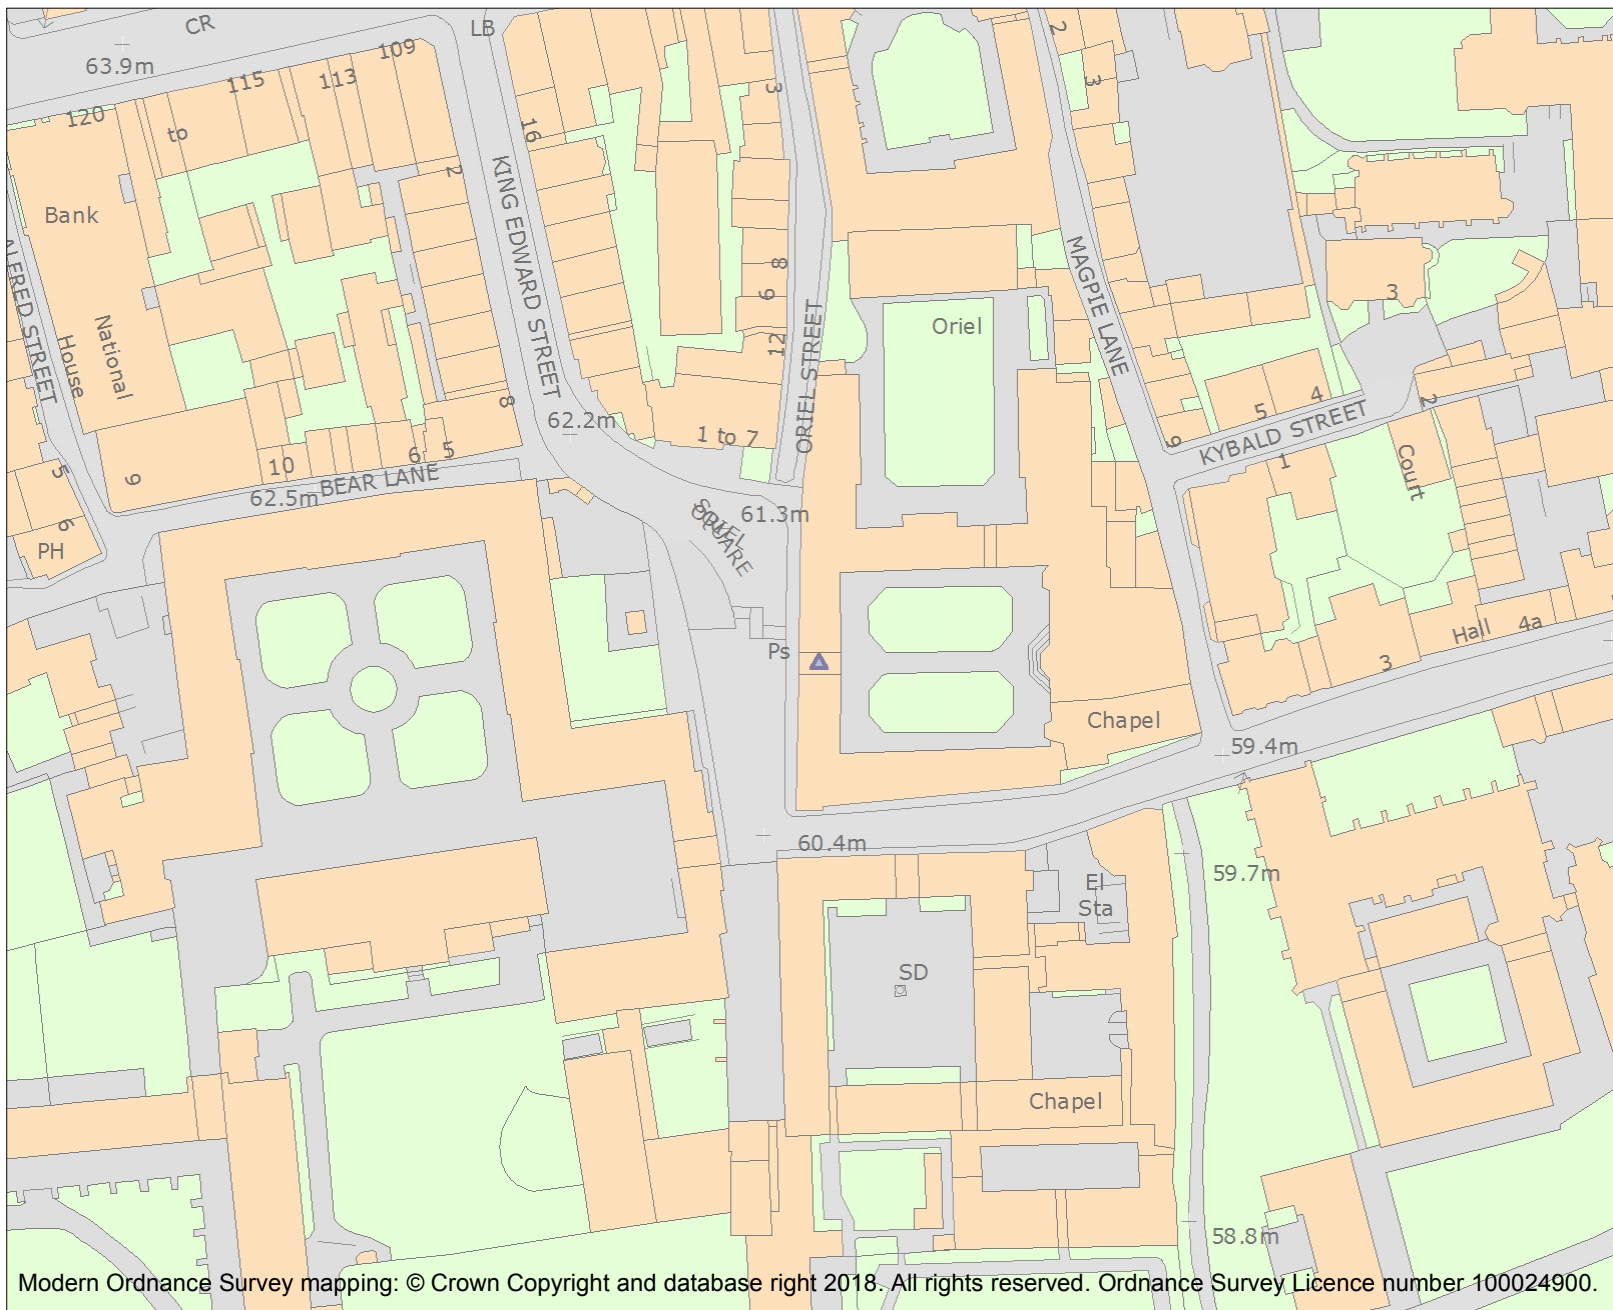 CR
LB
63.9m
109
113
115
120
to
2
16
3
2
3
Bank
KING EDWARD STREET
ALFRED STREET
National
House
8
6
12
ORIEL STREET
Oriel
MAGPIE LANE
3
8
62.2m
1 to 7
9
5
4
2
KYBALD STREET
1
Court
5
6
PH
9
10
6
5
BEAR LANE
62.5m
61.3m
ORIEL
SQUARE
Ps
Hall
4a
3
Chapel
59.4m
60.4m
59.7m
El
Sta
SD
Chapel
58.8m
Modern Ordnance Survey mapping: © Crown Copyright and database right 2018. All rights reserved. Ordnance Survey Licence number 100024900.